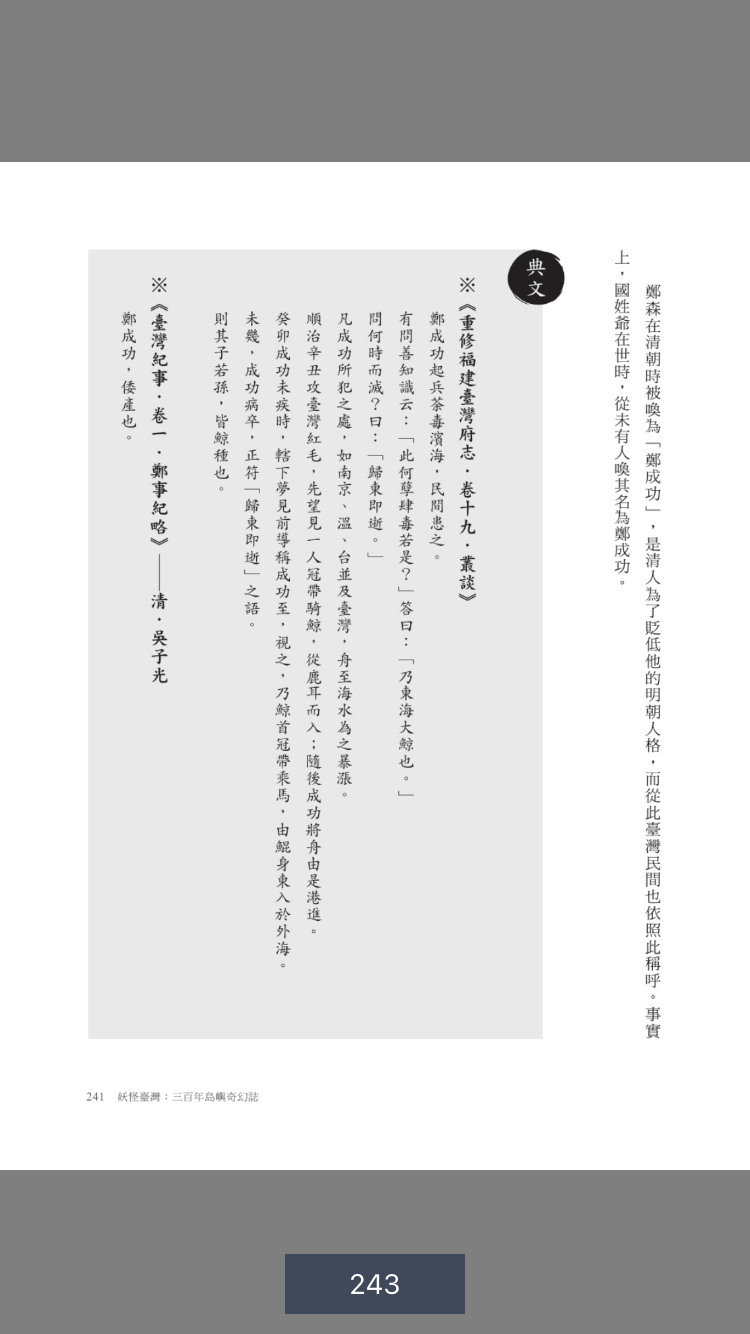 鄭森在清朝時被喚為「鄭成功」，是清人為了貶低他的明朝人格，而從此臺灣民間也依照此稱呼。事實
上，國姓爺在世時，從未有人喚其名為鄭成功。
典文
※《重修福建臺灣府志・卷十九・叢談》
鄭成功起兵荼毒濱海，民間患之。
有問善知識云：「此何孽肆毒若是？」答曰：「乃東海大鯨也。」
問何時而滅？曰：「歸東即逝。」
凡成功所犯之處，如南京、溫、台並及臺灣，舟至海水為之暴漲。
順治辛丑攻臺灣紅毛，先望見一人冠帶騎鯨，從鹿耳而入；隨後成功將舟由是港進。
癸卯成功未疾時，轄下夢見前導稱成功至，視之，乃鯨首冠帶乘馬，由鯤身東入於外海。
未幾，成功病卒，正符「歸東即逝」之語。
則其子若孫，皆鯨種也。
※《臺灣紀事・卷一・鄭事紀略》——清・吳子光
鄭成功，倭產也。
241 妖怪臺灣：三百年島嶼奇幻誌
243